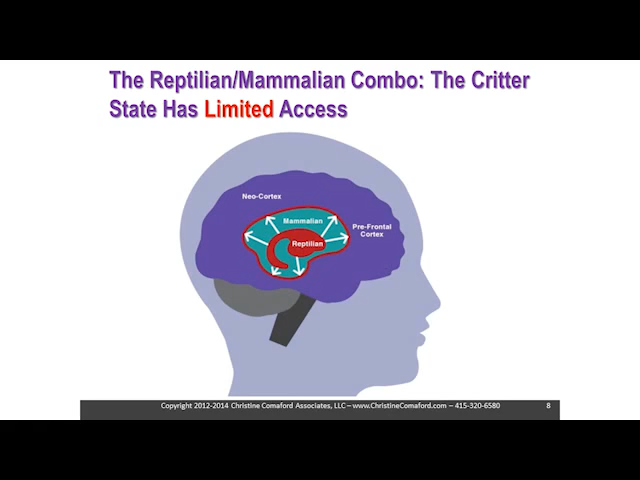 The Reptilian/Mammalian Combo: The Critter
State Has Limited Access
Neo-Cortex
Mammalian
Pre-Frontal
Cortex
Reptilian
Copyright 2012-2014 Christine Comaford Associates, LLC – www.ChristineComaford.com – 415-320-6580
8